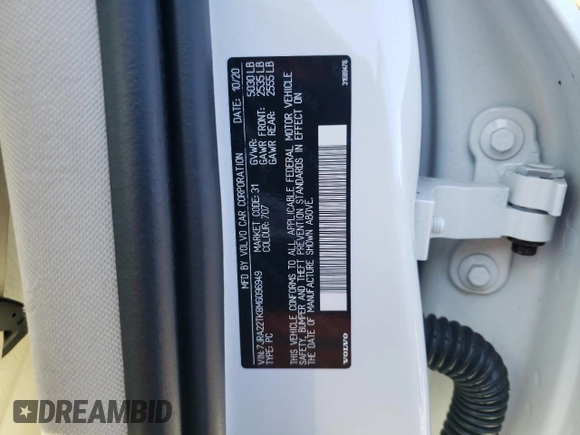 MFD BY VOLVO CAR CORPORATION DATE: 10/20
GVWR: 5030 LB
GAWR FRONT: 2535 LB
GAWR REAR: 2555 LB
MARKET CODE: 31
COLOUR: 707
VIN: 7JRA22TK8MG096949
TYPE: PC
THIS VEHICLE CONFORMS TO ALL APPLICABLE FEDERAL MOTOR VEHICLE
SAFETY, BUMPER AND THEFT PREVENTION STANDARDS IN EFFECT ON
THE DATE OF MANUFACTURE SHOWN ABOVE.
VOLVO
31689476
DREAMBID